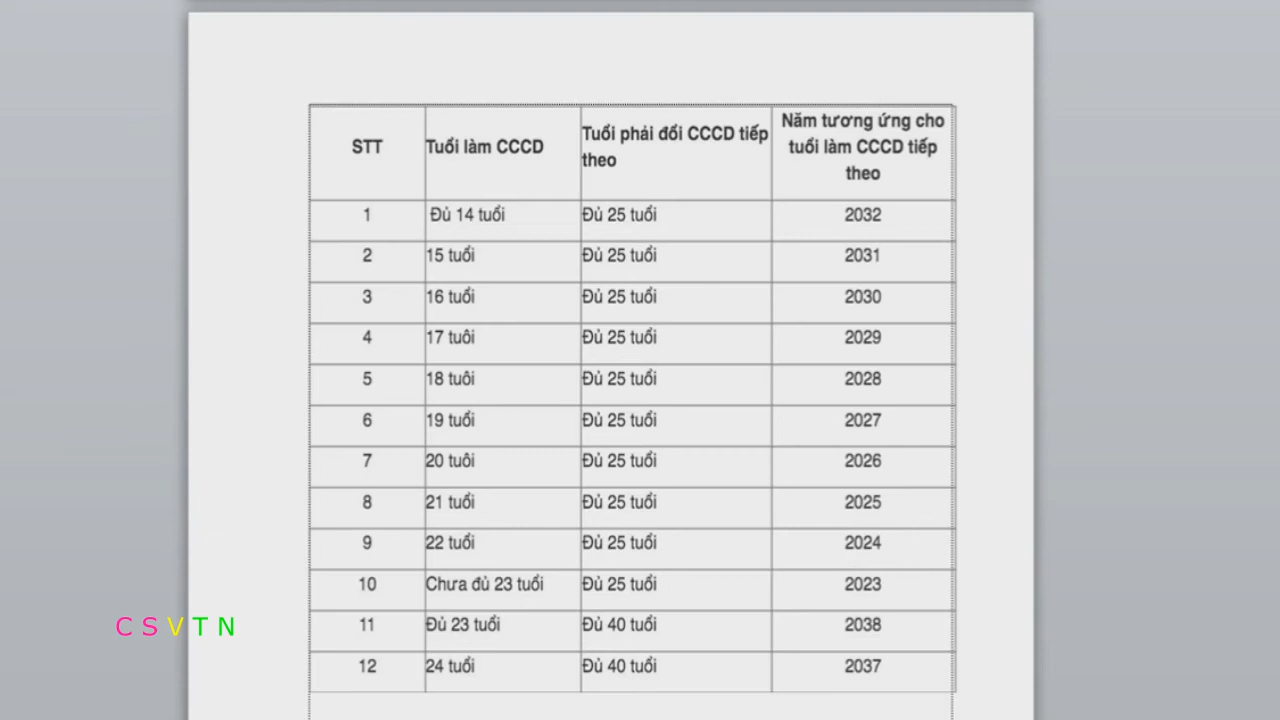 STT Tuổi làm CCCD Tuổi phải đổi CCCD tiếp theo Năm tương ứng cho tuổi làm CCCD tiếp theo
1 Đủ 14 tuổi Đủ 25 tuổi 2032
2 15 tuổi Đủ 25 tuổi 2031
3 16 tuổi Đủ 25 tuổi 2030
4 17 tuôi Đủ 25 tuổi 2029
5 18 tuôi Đủ 25 tuổi 2028
6 19 tuổi Đủ 25 tuổi 2027
7 20 tuôi Đủ 25 tuổi 2026
8 21 tuổi Đủ 25 tuổi 2025
9 22 tuổi Đủ 25 tuổi 2024
10 Chưa đủ 23 tuổi Đủ 25 tuổi 2023
11 Đủ 23 tuổi Đủ 40 tuổi 2038
12 24 tuổi Đủ 40 tuổi 2037
C S V T N